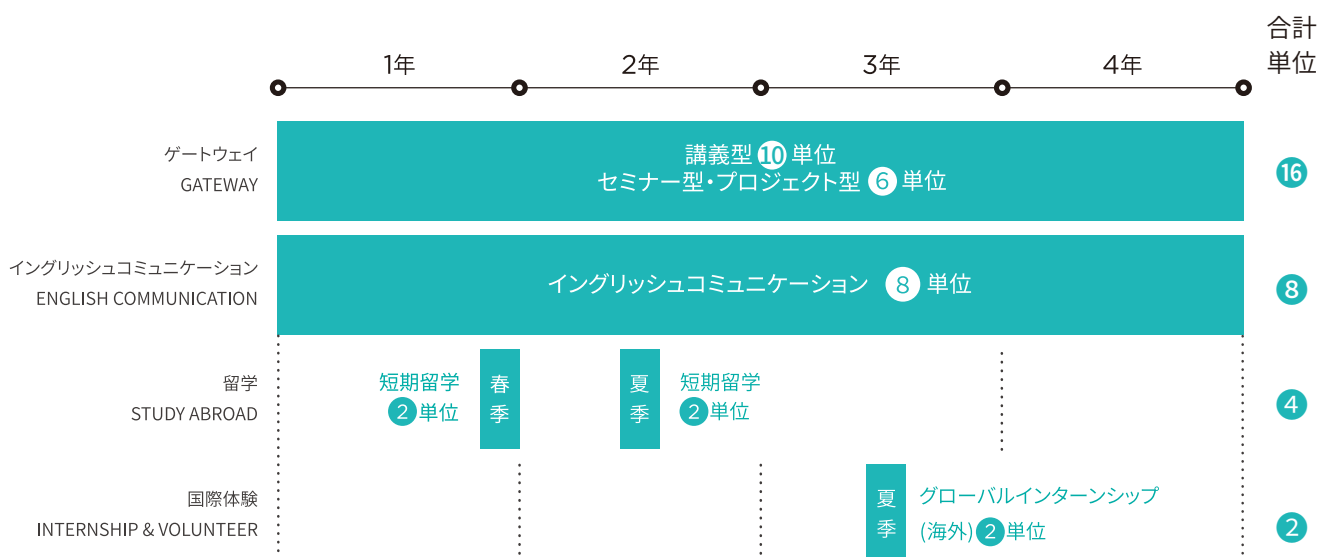 合計
単位
1年
2年
3年
4年
ゲートウェイ
GATEWAY
講義型 10 単位
セミナー型・プロジェクト型 6 単位
16
イングリッシュコミュニケーション
ENGLISH COMMUNICATION
イングリッシュコミュニケーション 8 単位
8
留学
STUDY ABROAD
短期留学
2 単位
春
季
夏
季
短期留学
2 単位
4
国際体験
INTERNSHIP & VOLUNTEER
夏
季
グローバルインターンシップ
(海外) 2 単位
2